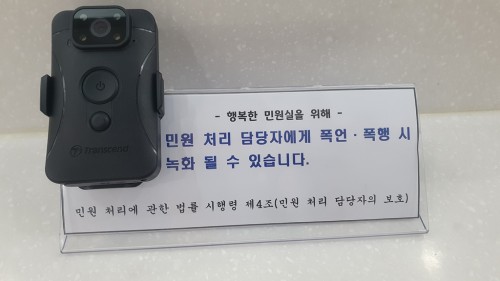 - 행복한 민원실을 위해 -
민원 처리 담당자에게 폭언·폭행 시
녹화 될 수 있습니다.
Transcend
민원 처리에 관한 법률 시행령 제4조(민원 처리 담당자의 보호)